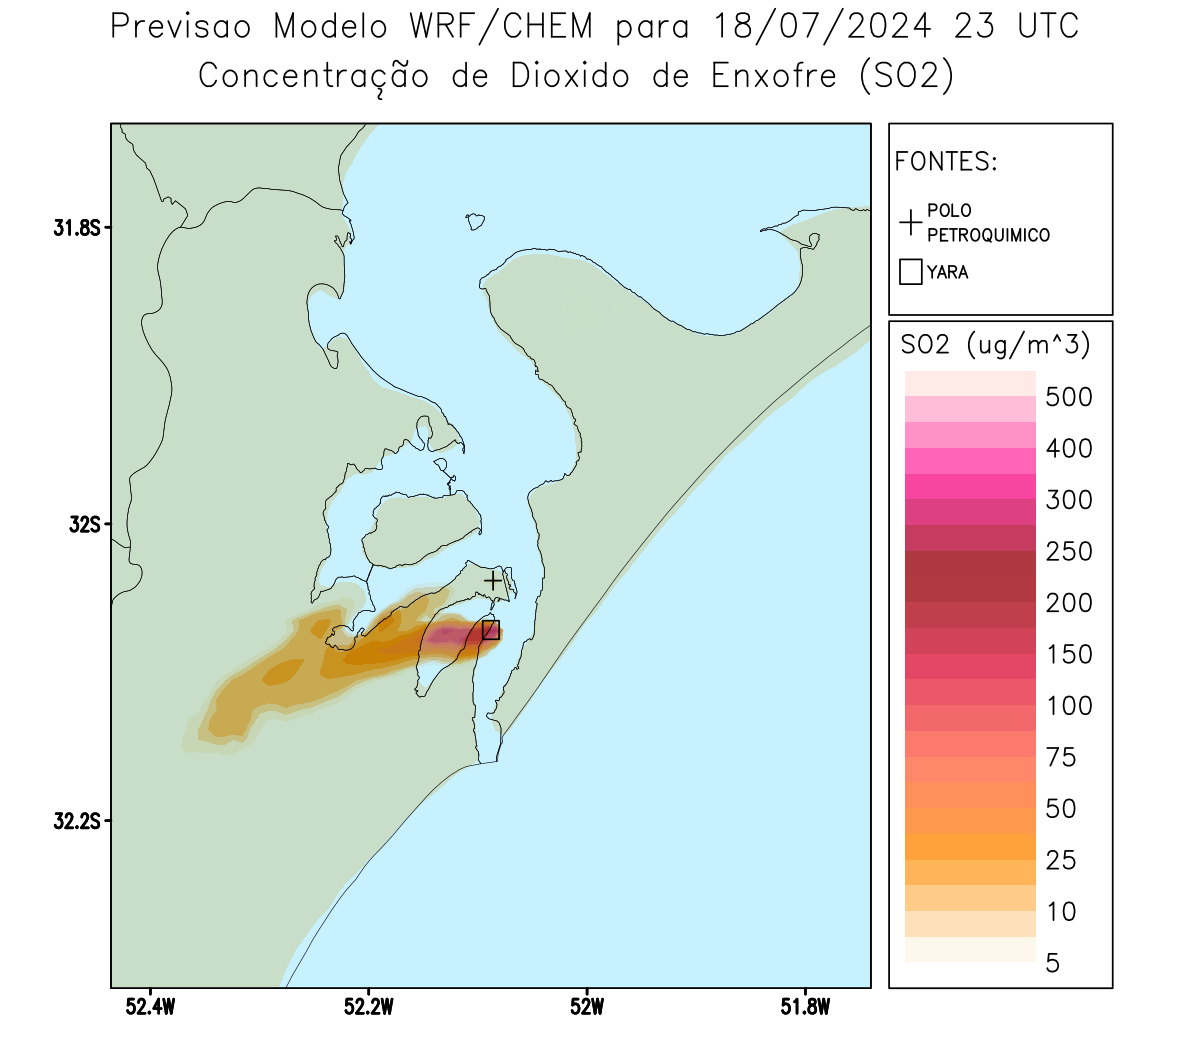 Previsao Modelo WRF/CHEM para 18/07/2024 23 UTC
Concentração de Dioxido de Enxofre (SO2)
FONTES:
POLO
PETROQUIMICO
YARA
SO2 (ug/m^3)
500
400
300
250
200
150
100
75
50
25
10
5
31.8S
32S
32.2S
52.4W
52.2W
52W
51.8W